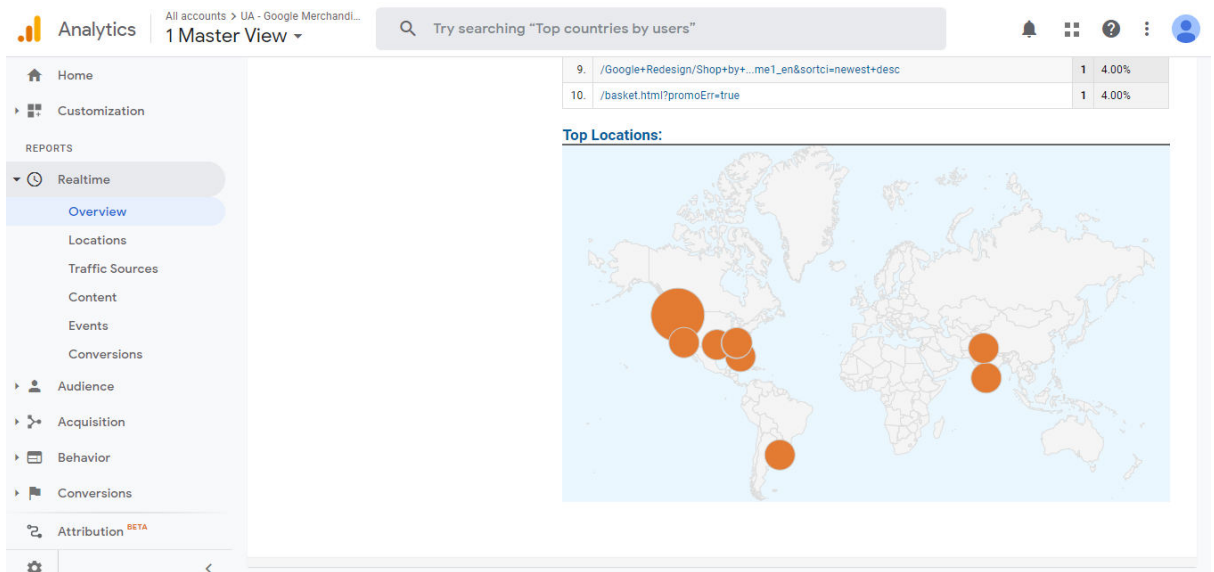 Analytics
All accounts > UA - Google Merchandi...
1 Master View
Try searching “Top countries by users”
Home
Customization
REPORTS
Realtime
Overview
Locations
Traffic Sources
Content
Events
Conversions
Audience
Acquisition
Behavior
Conversions
Attribution BETA
9. /Google+Redesign/Shop+by+...me1_en&sortci=newest+desc 1 4.00%
10. /basket.html?promoErr=true 1 4.00%
Top Locations: